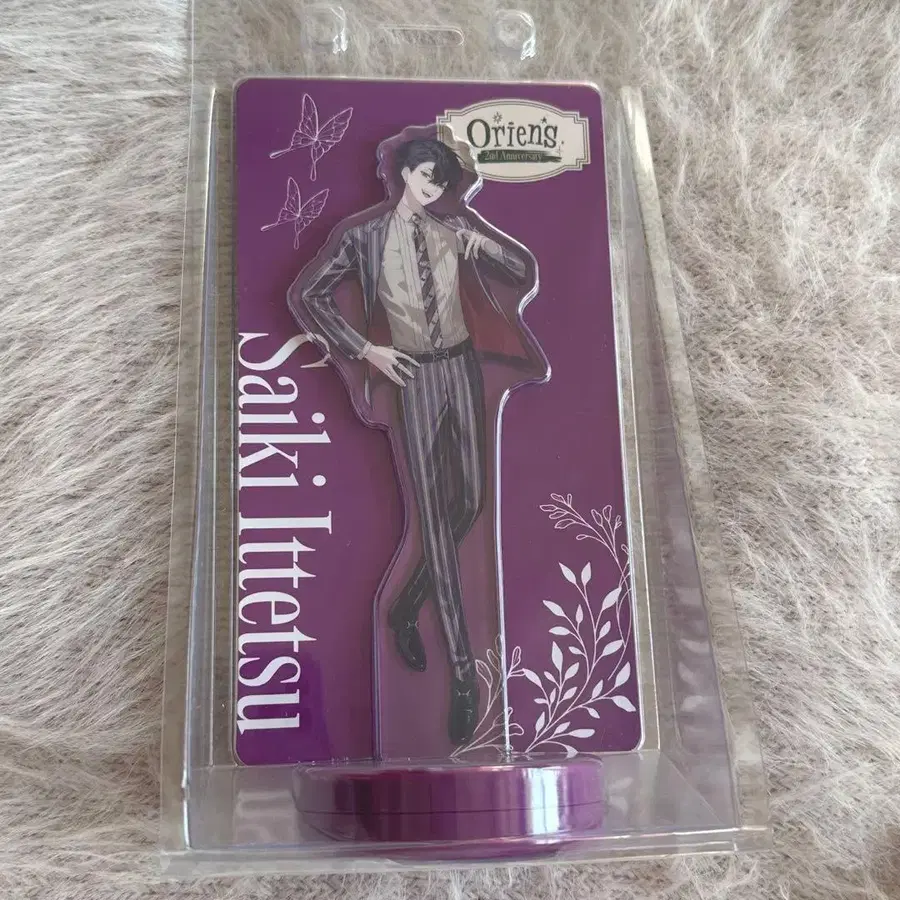 Oriens
2nd Anniversary
Saiki Ittetsu